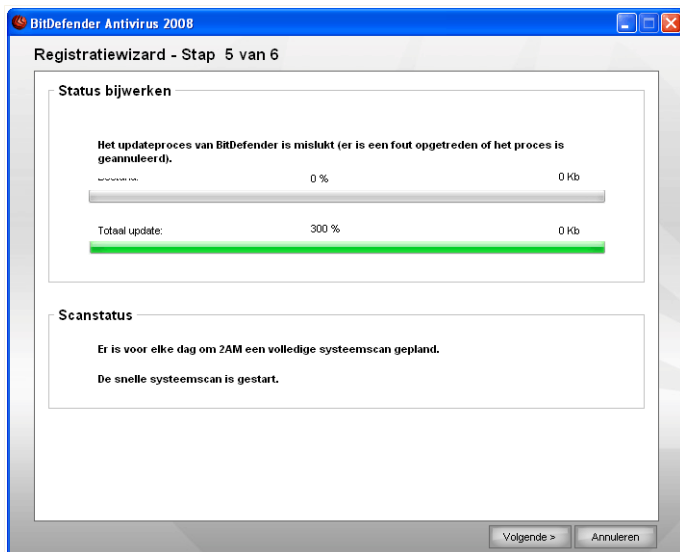 BitDefender Antivirus 2008
Registratiewizard - Stap 5 van 6
Status bijwerken
Het updateproces van BitDefender is mislukt (er is een fout opgetreden of het proces is
geannuleerd).
0 % 0 Kb
Totaal update: 300 % 0 Kb
Scanstatus
Er is voor elke dag om 2AM een volledige systeemscan gepland.
De snelle systeemscan is gestart.
Volgende > Annuleren